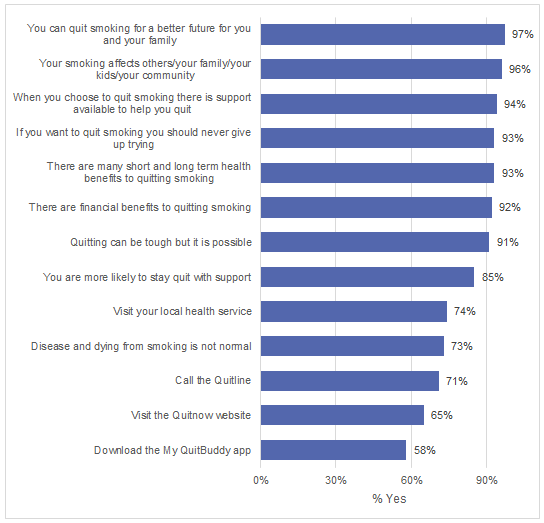 You can quit smoking for a better future for you
and your family
97%
Your smoking affects others/your family/your
kids/your community
96%
When you choose to quit smoking there is support
available to help you quit
94%
If you want to quit smoking you should never give
up trying
93%
There are many short and long term health
benefits to quitting smoking
93%
There are financial benefits to quitting smoking
92%
Quitting can be tough but it is possible
91%
You are more likely to stay quit with support
85%
Visit your local health service
74%
Disease and dying from smoking is not normal
73%
Call the Quitline
71%
Visit the Quitnow website
65%
Download the My QuitBuddy app
58%
0% 30% 60% 90%
% Yes